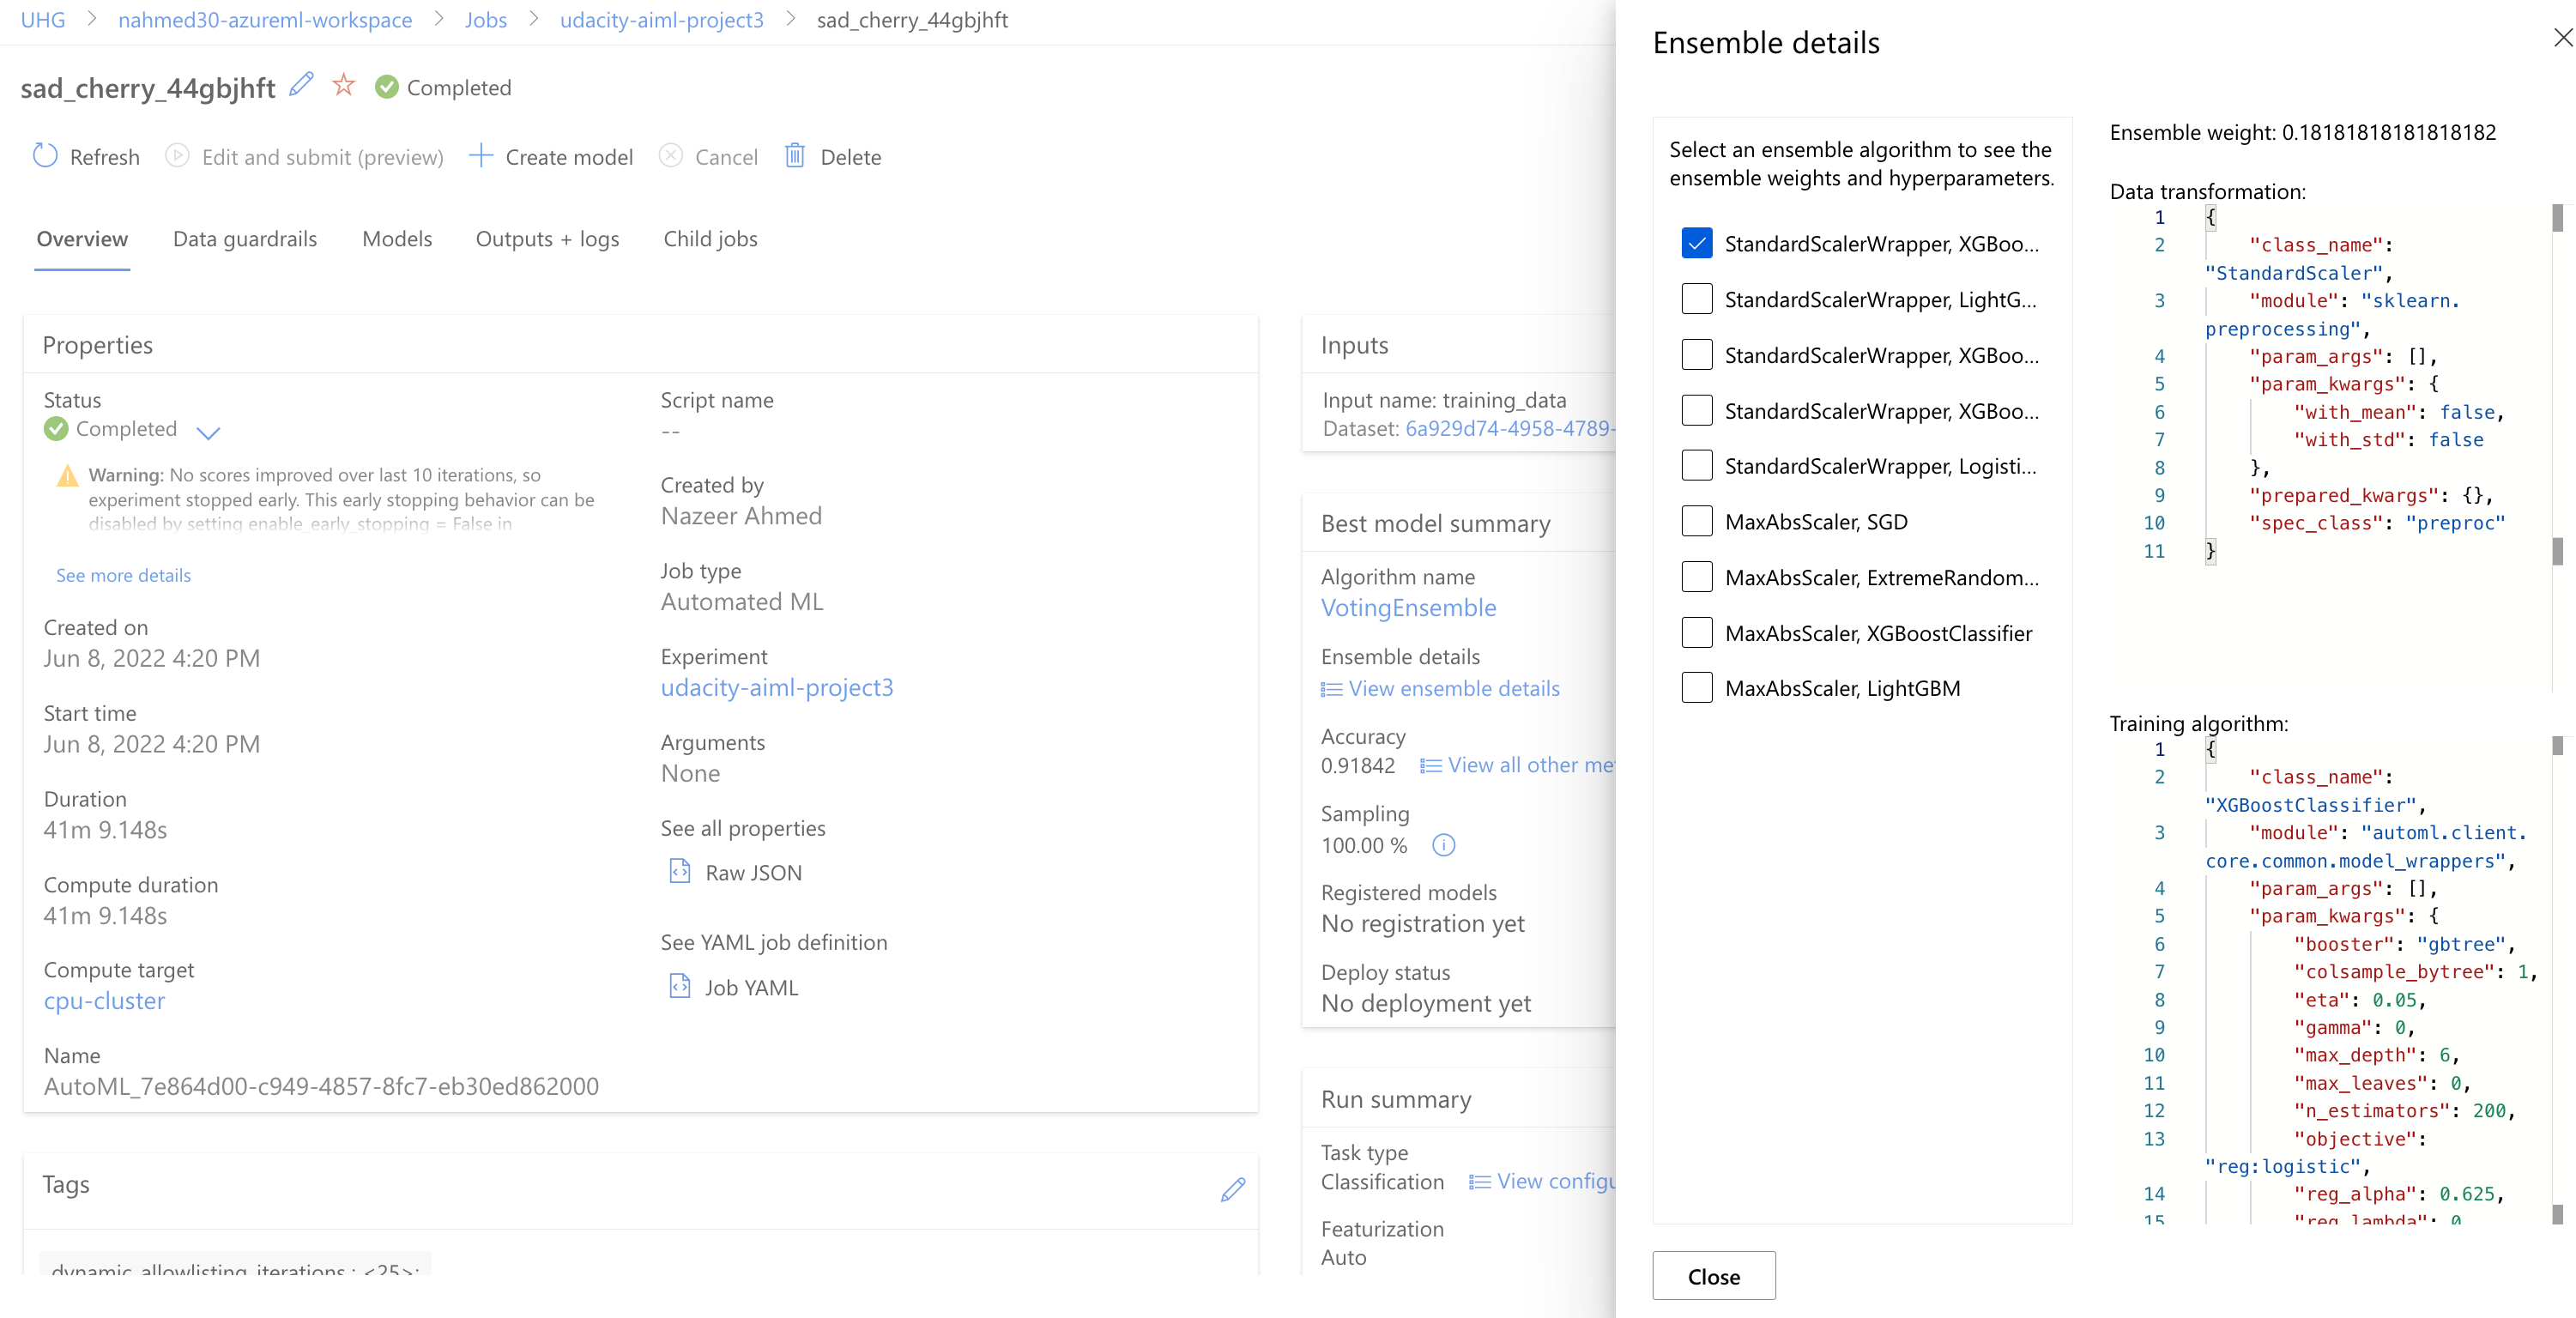 UHG > nahmed30-azureml-workspace > Jobs > udacity-aiml-project3 > sad_cherry_44gbjhft
sad_cherry_44gbjhft Completed
Refresh Edit and submit (preview) Create model Cancel Delete
Overview Data guardrails Models Outputs + logs Child jobs
Properties
Status
Completed
Warning: No scores improved over last 10 iterations, so
experiment stopped early. This early stopping behavior can be
disabled by setting enable_early_stopping = False in
See more details
Created on
Jun 8, 2022 4:20 PM
Start time
Jun 8, 2022 4:20 PM
Duration
41m 9.148s
Compute duration
41m 9.148s
Compute target
cpu-cluster
Name
AutoML_7e864d00-c949-4857-8fc7-eb30ed862000
Script name
--
Created by
Nazeer Ahmed
Job type
Automated ML
Experiment
udacity-aiml-project3
Arguments
None
See all properties
Raw JSON
See YAML job definition
Job YAML
Tags
dynamic_allowlisting_iterations : <25>;
Inputs
Input name: training_data
Dataset: 6a929d74-4958-4789-
Best model summary
Algorithm name
VotingEnsemble
Ensemble details
View ensemble details
Accuracy
0.91842 View all other me
Sampling
100.00 %
Registered models
No registration yet
Deploy status
No deployment yet
Run summary
Task type
Classification View configu
Featurization
Auto
Ensemble details
Select an ensemble algorithm to see the
ensemble weights and hyperparameters.
StandardScalerWrapper, XGBoo...
StandardScalerWrapper, LightG...
StandardScalerWrapper, XGBoo...
StandardScalerWrapper, XGBoo...
StandardScalerWrapper, Logisti...
MaxAbsScaler, SGD
MaxAbsScaler, ExtremeRandom...
MaxAbsScaler, XGBoostClassifier
MaxAbsScaler, LightGBM
Close
Ensemble weight: 0.18181818181818182
Data transformation:
1 {
2 "class_name":
"StandardScaler",
3 "module": "sklearn.
preprocessing",
4 "param_args": [],
5 "param_kwargs": {
6 "with_mean": false,
7 "with_std": false
8 },
9 "prepared_kwargs": {},
10 "spec_class": "preproc"
11 }
Training algorithm:
1 {
2 "class_name":
"XGBoostClassifier",
3 "module": "automl.client.
core.common.model_wrappers",
4 "param_args": [],
5 "param_kwargs": {
6 "booster": "gbtree",
7 "colsample_bytree": 1,
8 "eta": 0.05,
9 "gamma": 0,
10 "max_depth": 6,
11 "max_leaves": 0,
12 "n_estimators": 200,
13 "objective":
"reg:logistic",
14 "reg_alpha": 0.625,
15 "reg_lambda": 0